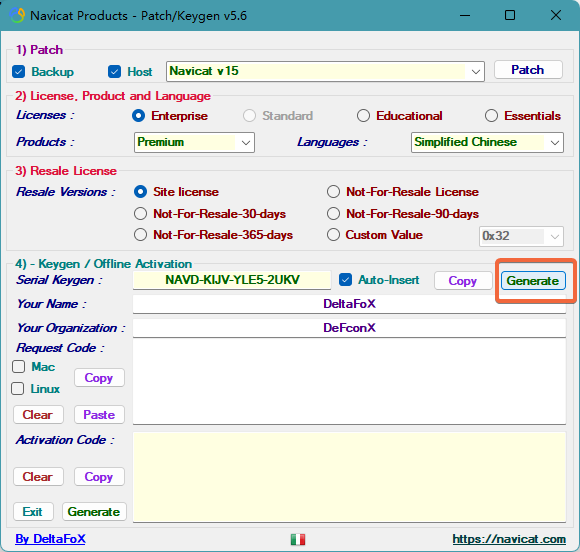 Navicat Products - Patch/Keygen v5.6
1) Patch
Backup Host Navicat v15 Patch
2) License, Product and Language
Licenses : Enterprise Standard Educational Essentials
Products : Premium Languages : Simplified Chinese
3) Resale License
Resale Versions : Site license Not-For-Resale License
Not-For-Resale-30-days Not-For-Resale-90-days
Not-For-Resale-365-days Custom Value 0x32
4) - Keygen / Offline Activation
Serial Keygen : NAVD-KIJV-YLE5-2UKV Auto-Insert Copy Generate
Your Name : DeltaFoX
Your Organization : DeFconX
Request Code :
Mac
Copy
Linux
Clear Paste
Activation Code :
Clear Copy
Exit Generate
By DeltaFoX https://navicat.com